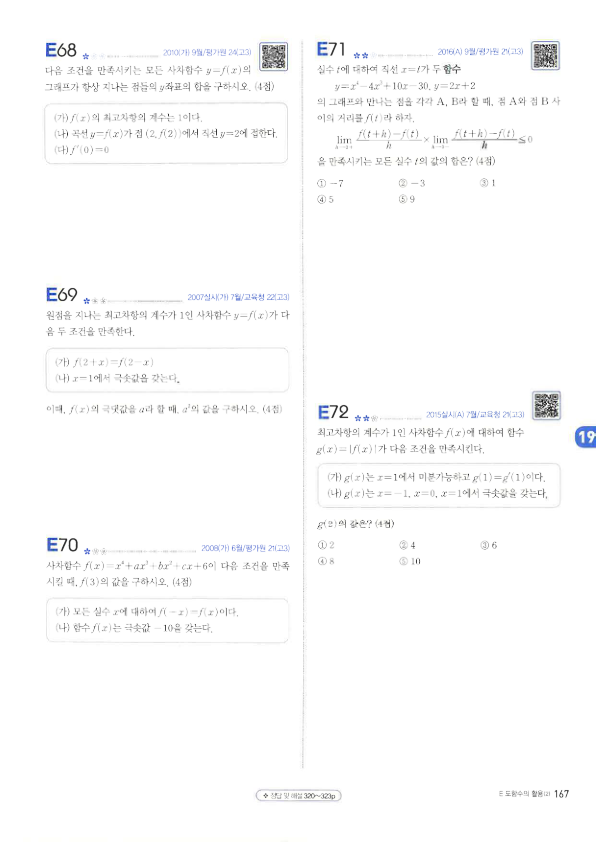 E68
2010(가) 9월/평가원 24(고3)
다음 조건을 만족시키는 모든 사차함수 y=f(x)의
그래프가 항상 지나는 점들의 y좌표의 합을 구하시오. (4점)
(가) f(x)의 최고차항의 계수는 1이다.
(나) 곡선 y=f(x)가 점 (2, f(2))에서 직선 y=2에 접한다.
(다) f'(0)=0
E69
2007실시(가) 7월/교육청 22(고3)
원점을 지나는 최고차항의 계수가 1인 사차함수 y=f(x)가 다
음 두 조건을 만족한다.
(가) f(2+x)=f(2-x)
(나) x=1에서 극솟값을 갖는다.
이때, f(x)의 극댓값을 a라 할 때, a²의 값을 구하시오. (4점)
E70
2008(가) 6월/평가원 21(고3)
사차함수 f(x)=x⁴+ax³+bx²+cx+6이 다음 조건을 만족
시킬 때, f(3)의 값을 구하시오. (4점)
(가) 모든 실수 x에 대하여 f(-x)=f(x)이다.
(나) 함수 f(x)는 극솟값 -10을 갖는다.
E71
2016(A) 9월/평가원 21(고3)
실수 t에 대하여 직선 x=t가 두 함수
y=x⁴-4x³+10x-30, y=2x+2
의 그래프와 만나는 점을 각각 A, B라 할 때, 점 A와 점 B 사
이의 거리를 f(t)라 하자.
lim f(t+h)-f(t)/h × lim f(t+h)-f(t)/h ≤0
을 만족시키는 모든 실수 t의 값의 합은? (4점)
① -7 ② -3 ③ 1
④ 5 ⑤ 9
E72
2015실시(A) 7월/교육청 21(고3)
최고차항의 계수가 1인 사차함수 f(x)에 대하여 함수
g(x)=|f(x)|가 다음 조건을 만족시킨다.
(가) g(x)는 x=1에서 미분가능하고 g(1)=g'(1)이다.
(나) g(x)는 x=-1, x=0, x=1에서 극솟값을 갖는다.
g(2)의 값은? (4점)
① 2 ② 4 ③ 6
④ 8 ⑤ 10
19
정답 및 해설 320~323p
E 도함수의 활용(2) 167